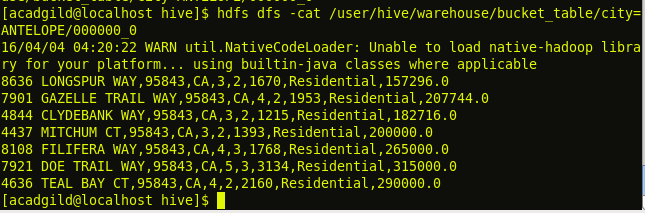 [acadgild@localhost hive]$ hdfs dfs -cat /user/hive/warehouse/bucket_table/city=
ANTELOPE/000000_0
16/04/04 04:20:22 WARN util.NativeCodeLoader: Unable to load native-hadoop libra
ry for your platform... using builtin-java classes where applicable
8636 LONGSPUR WAY,95843,CA,3,2,1670,Residential,157296.0
7901 GAZELLE TRAIL WAY,95843,CA,4,2,1953,Residential,207744.0
4844 CLYDEBANK WAY,95843,CA,3,2,1215,Residential,182716.0
4437 MITCHUM CT,95843,CA,3,2,1393,Residential,200000.0
8108 FILIFERA WAY,95843,CA,4,3,1768,Residential,265000.0
7921 DOE TRAIL WAY,95843,CA,5,3,3134,Residential,315000.0
4636 TEAL BAY CT,95843,CA,4,2,2160,Residential,290000.0
[acadgild@localhost hive]$